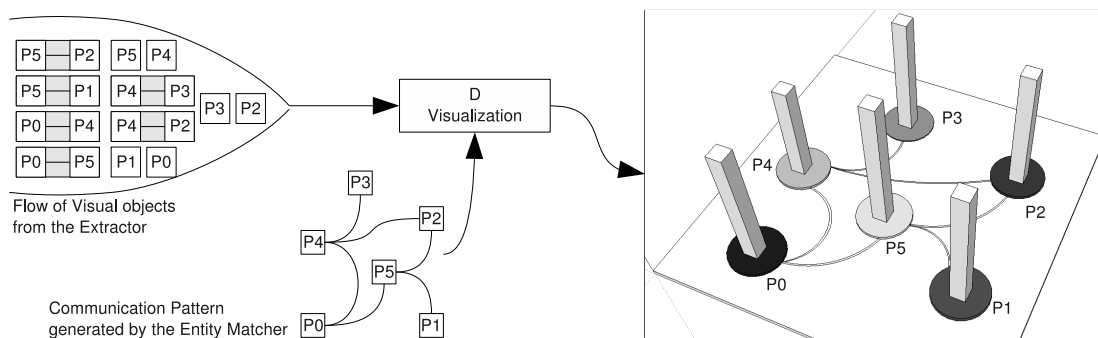 P5 P2 P5 P4
P5 P1 P4 P3
P3 P2
P0 P4 P4 P2
P0 P5 P1 P0
Flow of Visual objects
from the Extractor
D
Visualization
P3
P2
P4
P5
P0
P1
Communication Pattern
generated by the Entity Matcher
P3
P4
P2
P5
P0
P1